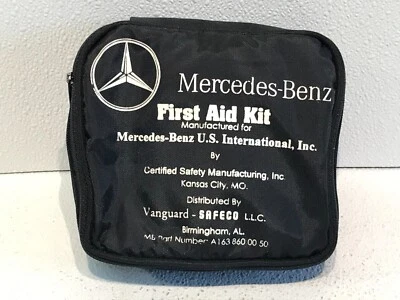 Mercedes-Benz
First Aid Kit
Manufactured for
Mercedes-Benz U.S. International, Inc.
By
Certified Safety Manufacturing, Inc
Kansas City, MO.
Distributed By
Vanguard - SAFECO L.L.C.
Birmingham, AL.
MB Part Number: A163 860 00 50